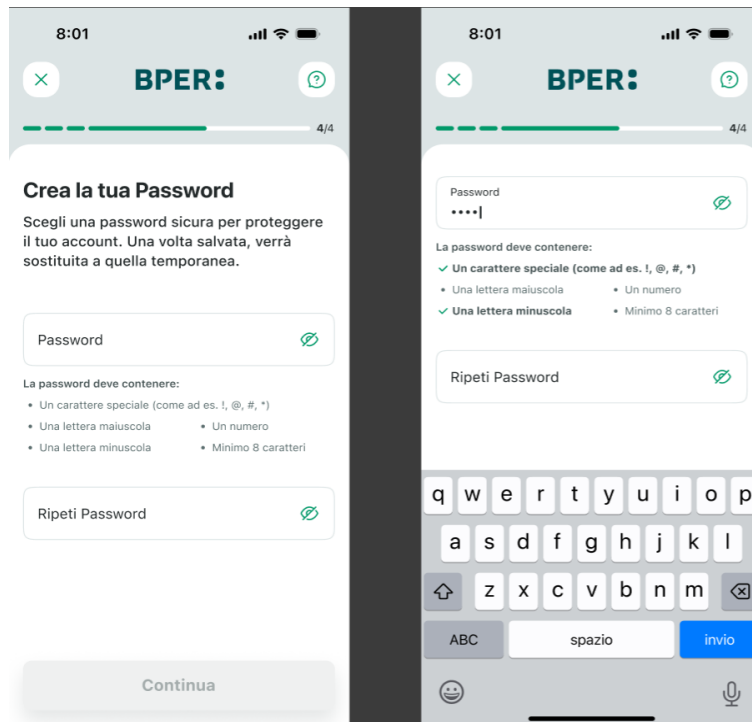 8:01
BPER:
4/4
Crea la tua Password
Scegli una password sicura per proteggere
il tuo account. Una volta salvata, verrà
sostituita a quella temporanea.
Password
La password deve contenere:
• Un carattere speciale (come ad es. !, @, #, *)
• Una lettera maiuscola • Un numero
• Una lettera minuscola • Minimo 8 caratteri
Ripeti Password
Continua
8:01
BPER:
4/4
Password
••••|
La password deve contenere:
✓ Un carattere speciale (come ad es. !, @, #, *)
• Una lettera maiuscola • Un numero
✓ Una lettera minuscola • Minimo 8 caratteri
Ripeti Password
q w e r t y u i o p
a s d f g h j k l
z x c v b n m
ABC spazio invio